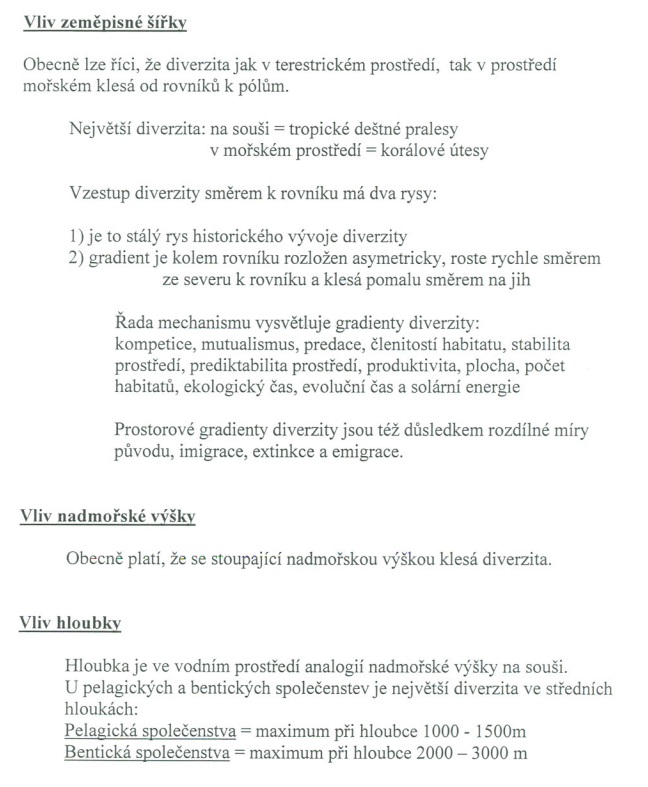 Vliv zeměpisné šířky
Obecně lze říci, že diverzita jak v terestrickém prostředí, tak v prostředí
mořském klesá od rovníků k pólům.
Největší diverzita: na souši = tropické deštné pralesy
v mořském prostředí = korálové útesy
Vzestup diverzity směrem k rovníku má dva rysy:
1) je to stálý rys historického vývoje diverzity
2) gradient je kolem rovníku rozložen asymetricky, roste rychle směrem
ze severu k rovníku a klesá pomalu směrem na jih
Řada mechanismu vysvětluje gradienty diverzity:
kompetice, mutualismus, predace, členitostí habitatu, stabilita
prostředí, prediktabilita prostředí, produktivita, plocha, počet
habitatů, ekologický čas, evoluční čas a solární energie
Prostorové gradienty diverzity jsou též důsledkem rozdílné míry
původu, imigrace, extinkce a emigrace.
Vliv nadmořské výšky
Obecně platí, že se stoupající nadmořskou výškou klesá diverzita.
Vliv hloubky
Hloubka je ve vodním prostředí analogií nadmořské výšky na souši.
U pelagických a bentických společenstev je největší diverzita ve středních
hloukách:
Pelagická společenstva = maximum při hloubce 1000 - 1500m
Bentická společenstva = maximum při hloubce 2000 – 3000 m